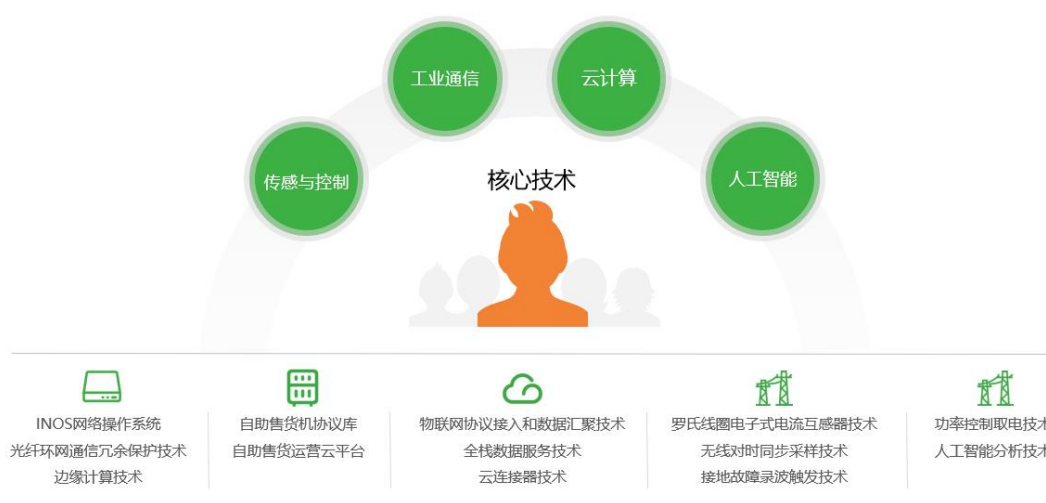 工业通信
云计算
传感与控制
人工智能
核心技术
INOS网络操作系统
光纤环网通信冗余保护技术
边缘计算技术
自助售货机协议库
自助售货运营云平台
物联网协议接入和数据汇聚技术
全栈数据服务技术
云连接器技术
罗氏线圈电子式电流互感器技术
无线对时同步采样技术
接地故障录波触发技术
功率控制取电技术
人工智能分析技术